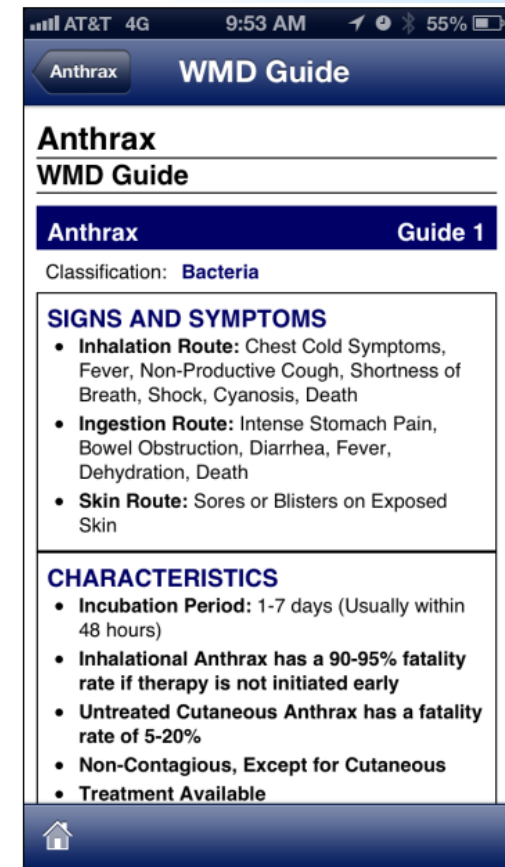 AT&T 4G 9:53 AM 55%
Anthrax WMD Guide
Anthrax
WMD Guide
Anthrax Guide 1
Classification: Bacteria
SIGNS AND SYMPTOMS
• Inhalation Route: Chest Cold Symptoms,
Fever, Non-Productive Cough, Shortness of
Breath, Shock, Cyanosis, Death
• Ingestion Route: Intense Stomach Pain,
Bowel Obstruction, Diarrhea, Fever,
Dehydration, Death
• Skin Route: Sores or Blisters on Exposed
Skin
CHARACTERISTICS
• Incubation Period: 1-7 days (Usually within
48 hours)
• Inhalational Anthrax has a 90-95% fatality
rate if therapy is not initiated early
• Untreated Cutaneous Anthrax has a fatality
rate of 5-20%
• Non-Contagious, Except for Cutaneous
• Treatment Available